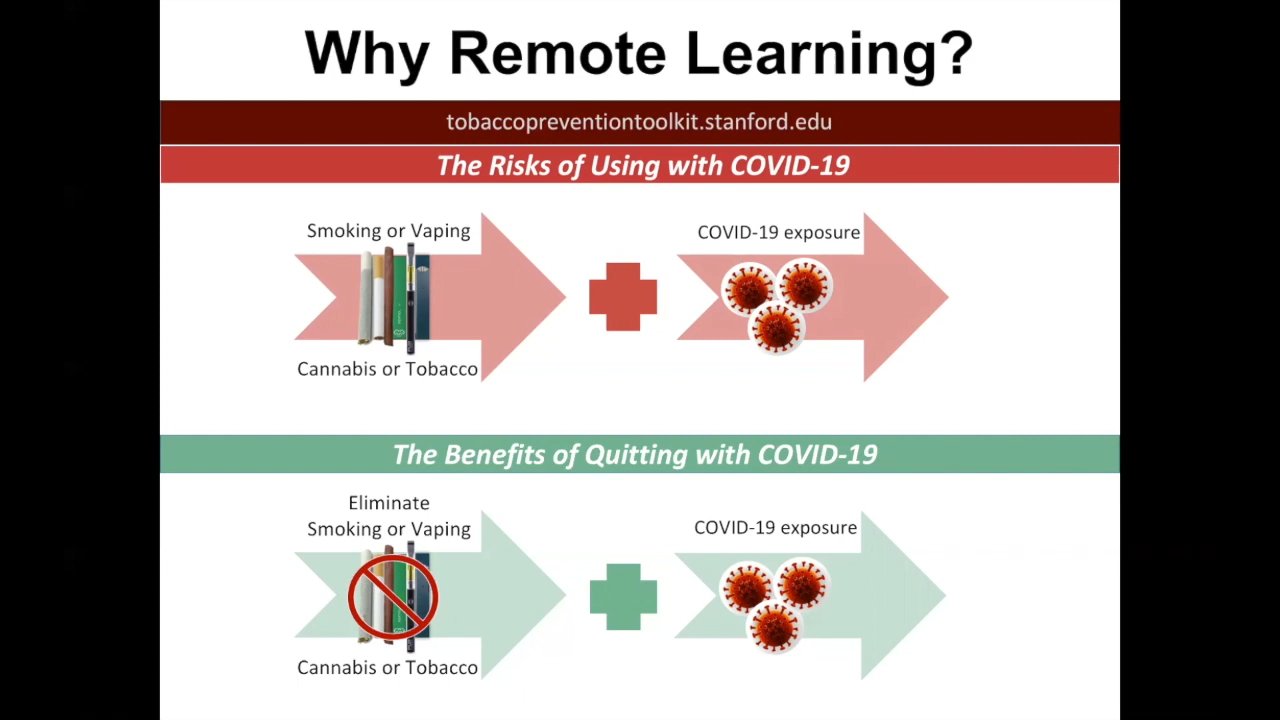 Why Remote Learning?
tobaccopreventiontoolkit.stanford.edu
The Risks of Using with COVID-19
Smoking or Vaping
Cannabis or Tobacco
COVID-19 exposure
The Benefits of Quitting with COVID-19
Eliminate
Smoking or Vaping
Cannabis or Tobacco
COVID-19 exposure